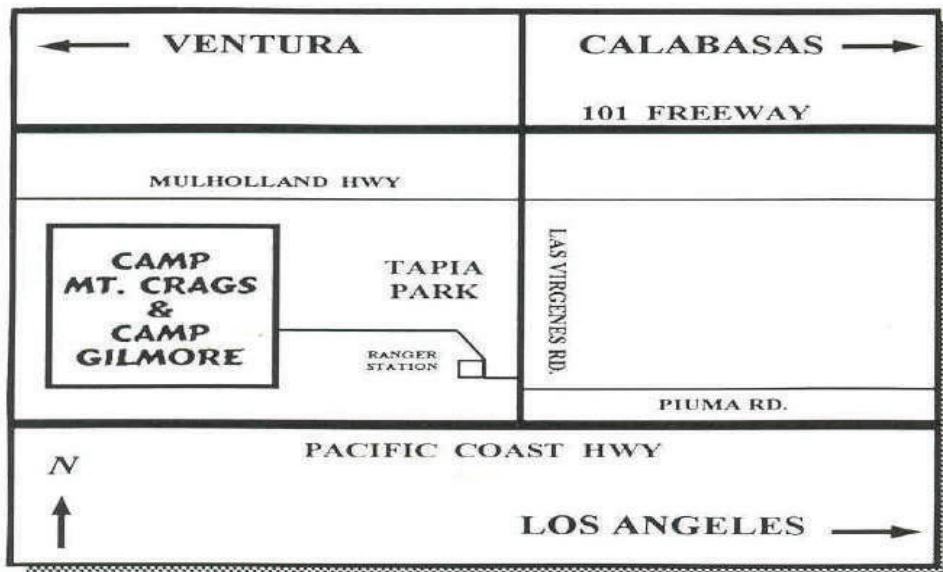 VENTURA
CALABASAS
101 FREEWAY
MULHOLLAND HWY
CAMP
MT. CRAGS
&
CAMP
GILMORE
TAPIA
PARK
RANGER
STATION
LAS VIRGENES RD.
PIUMA RD.
PACIFIC COAST HWY
N
LOS ANGELES